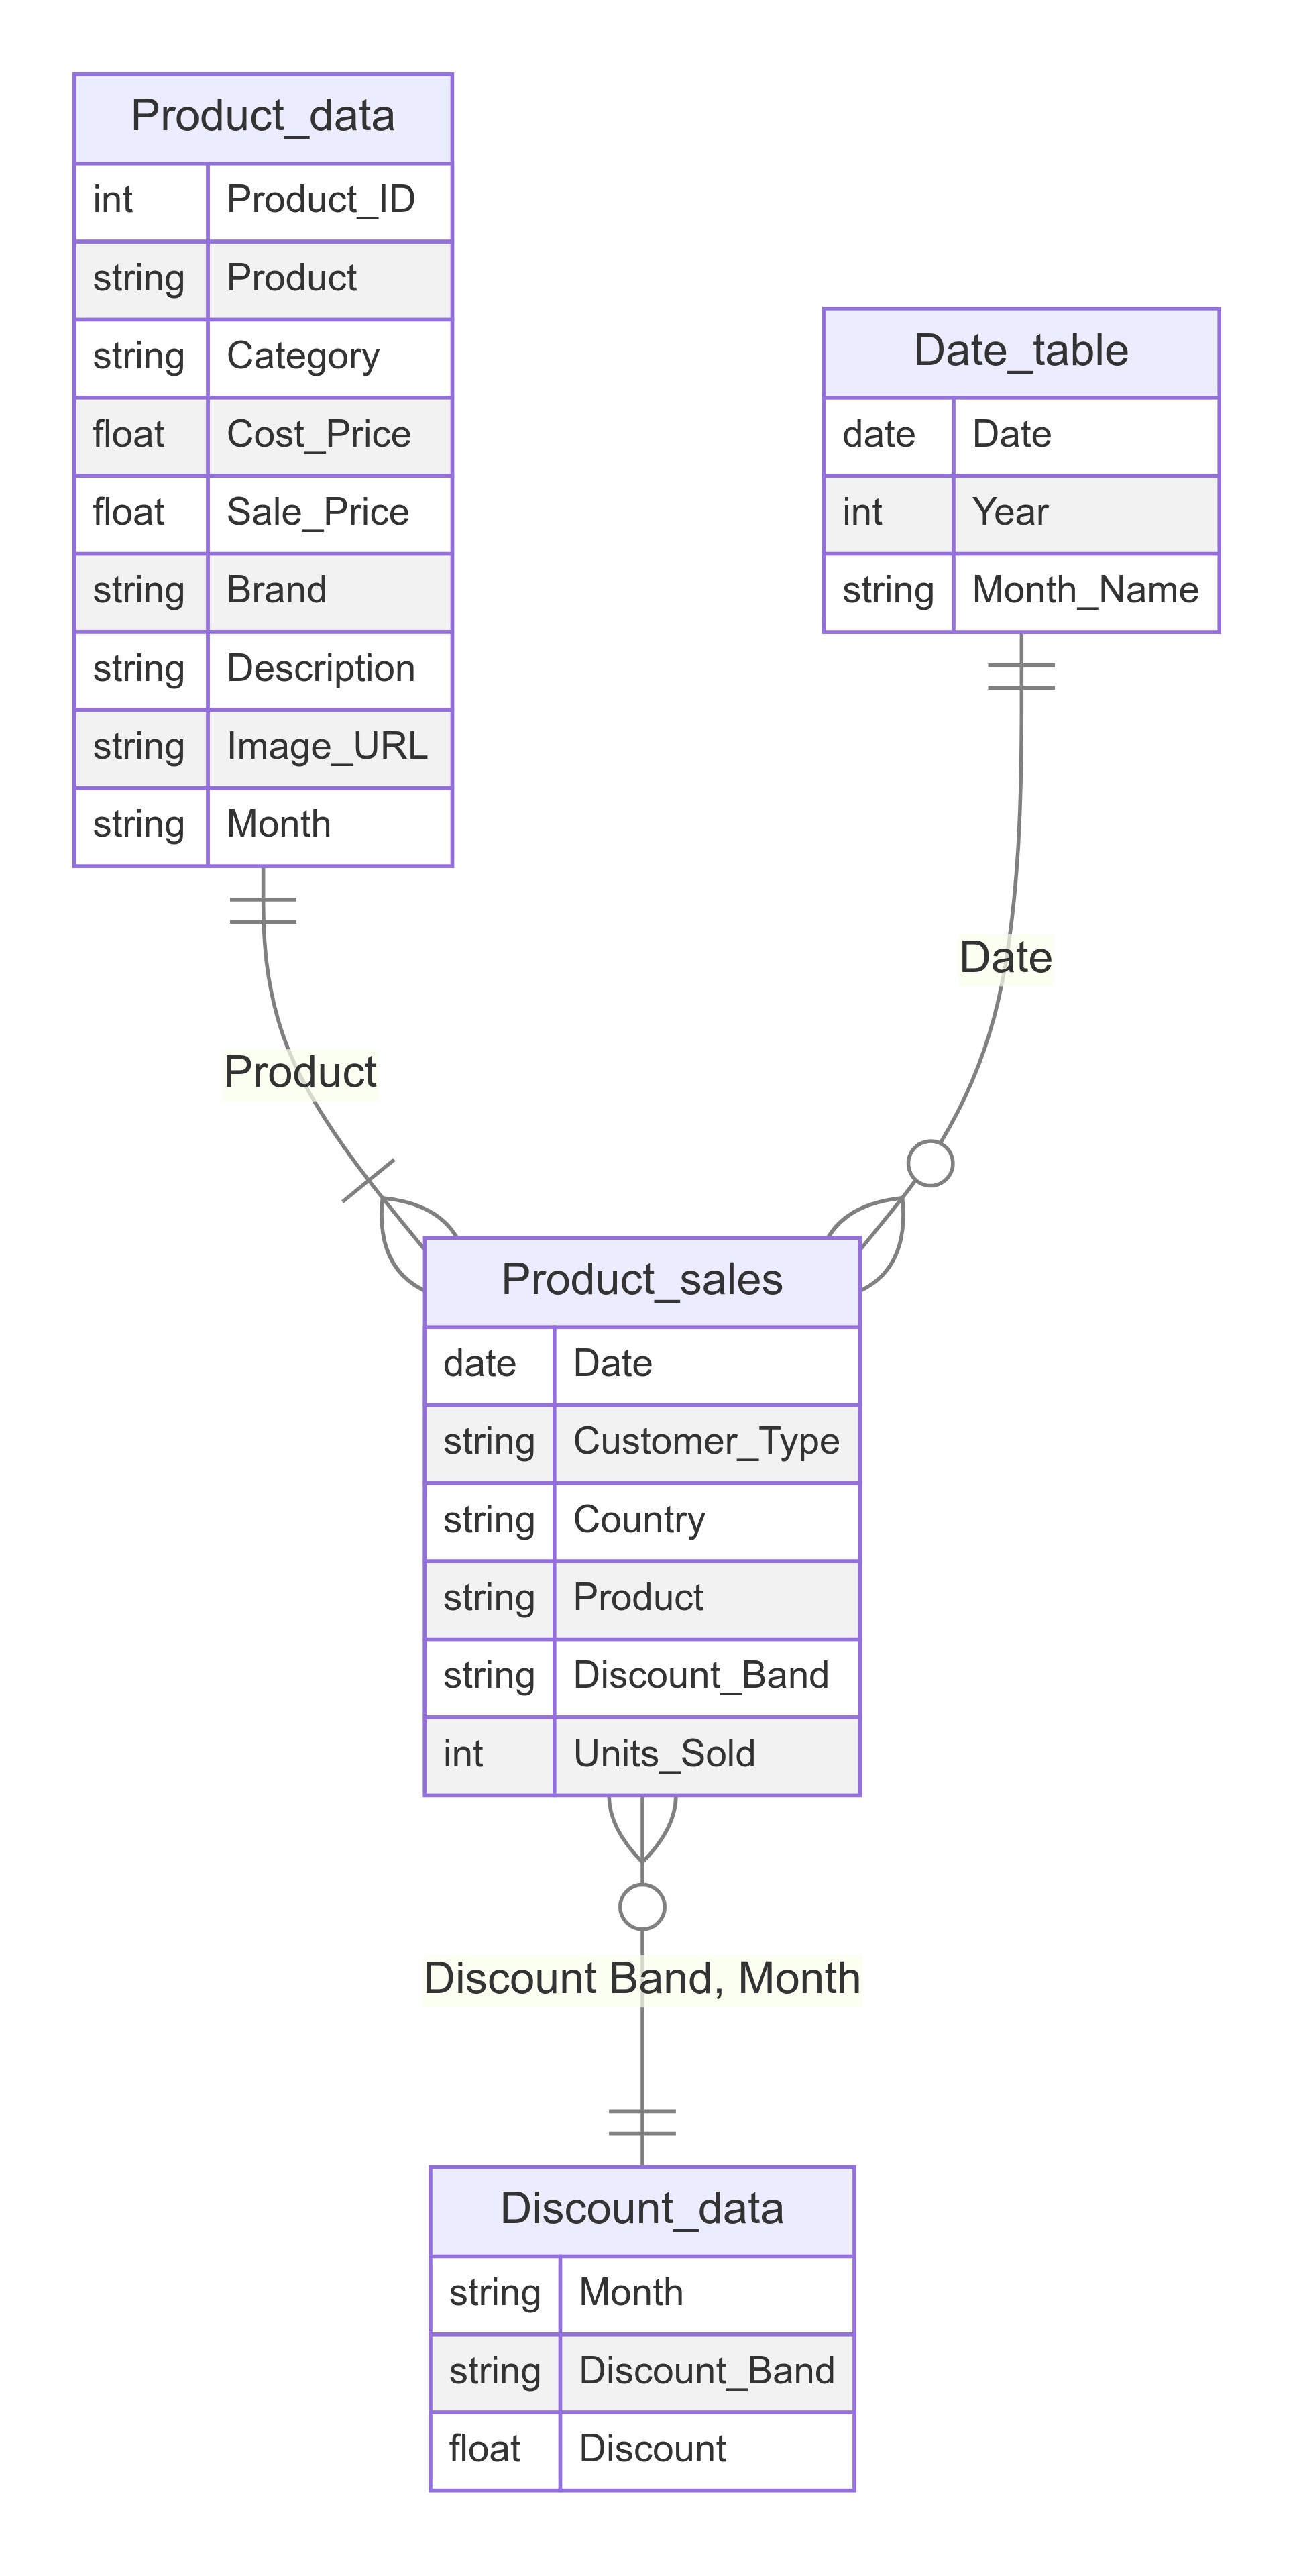 Product_data
int Product_ID
string Product
string Category
float Cost_Price
float Sale_Price
string Brand
string Description
string Image_URL
string Month
Date_table
date Date
int Year
string Month_Name
Date
Product
Product_sales
date Date
string Customer_Type
string Country
string Product
string Discount_Band
int Units_Sold
Discount Band, Month
Discount_data
string Month
string Discount_Band
float Discount